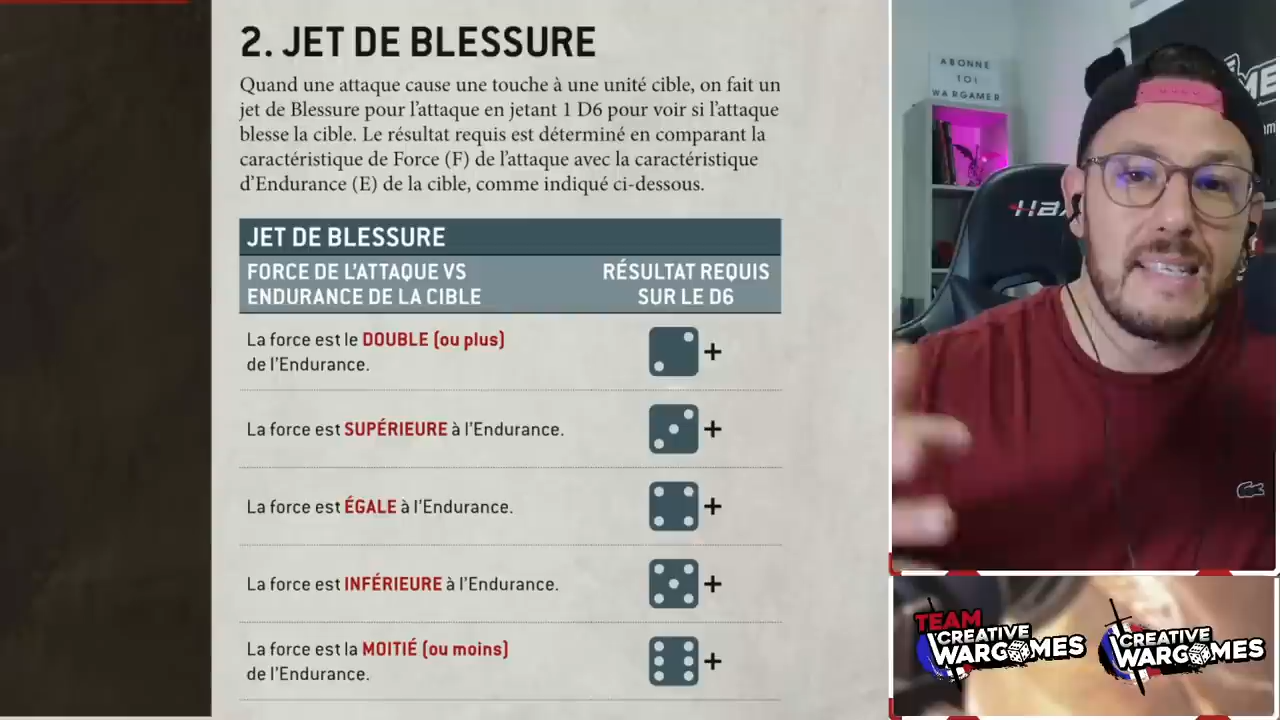 2. JET DE BLESSURE
Quand une attaque cause une touche à une unité cible, on fait un
jet de Blessure pour l'attaque en jetant 1 D6 pour voir si l'attaque
blesse la cible. Le résultat requis est déterminé en comparant la
caractéristique de Force (F) de l'attaque avec la caractéristique
d'Endurance (E) de la cible, comme indiqué ci-dessous.
JET DE BLESSURE
FORCE DE L'ATTAQUE VS
ENDURANCE DE LA CIBLE
RÉSULTAT REQUIS
SUR LE D6
La force est le DOUBLE (ou plus)
de l'Endurance.
+
La force est SUPÉRIEURE à l'Endurance.
+
La force est ÉGALE à l'Endurance.
+
La force est INFÉRIEURE à l'Endurance.
+
La force est la MOITIÉ (ou moins)
de l'Endurance.
+
ABONNE
TOI
WARGAMER
TEAM
CREATIVE
WARGAMES
CREATIVE
WARGAMES